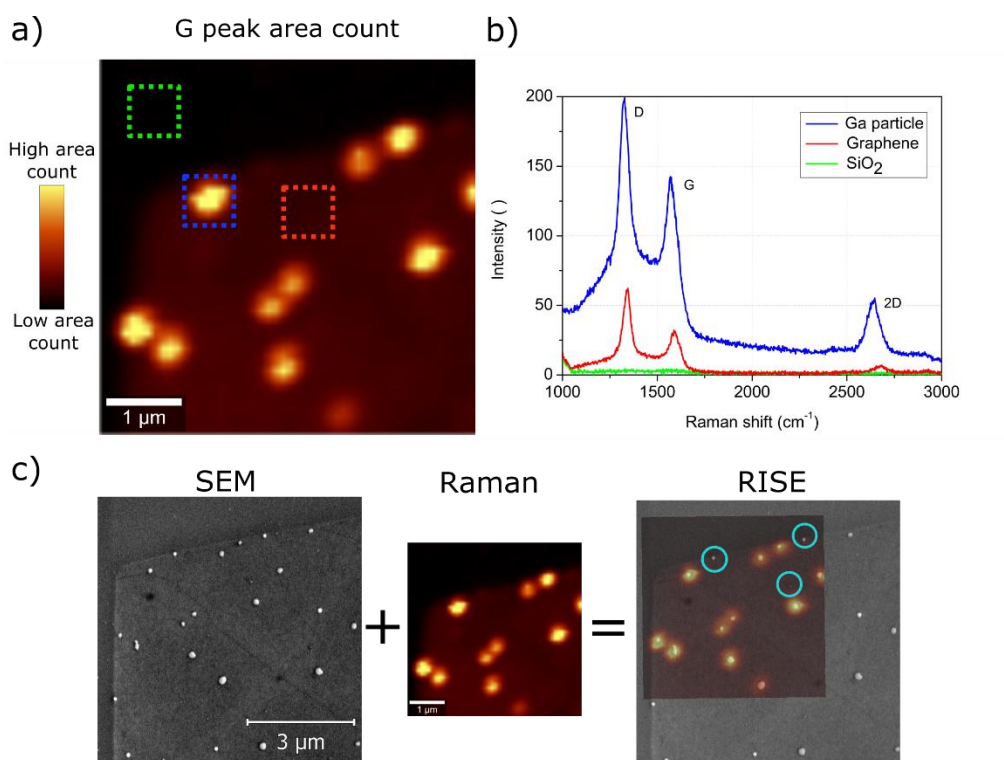 a)
G peak area count
High area
count
Low area
count
1 µm
b)
200
150
100
50
0
Intensity ( )
D
G
2D
Ga particle
Graphene
SiO2
1000
1500
2000
2500
3000
Raman shift (cm-1)
c)
SEM
Raman
RISE
3 µm
+
1 µm
=